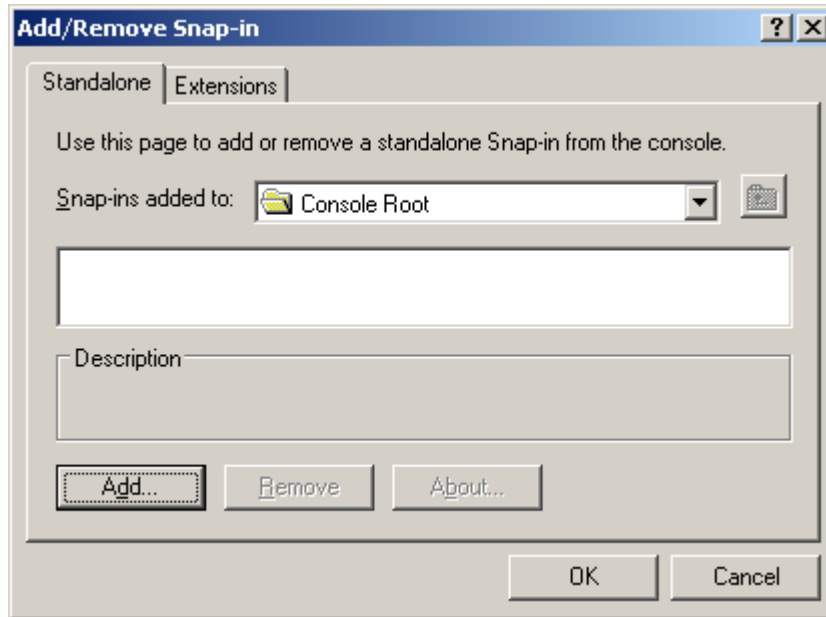 Add/Remove Snap-in
Standalone Extensions
Use this page to add or remove a standalone Snap-in from the console.
Snap-ins added to: Console Root
Description
Add... Remove About...
OK Cancel